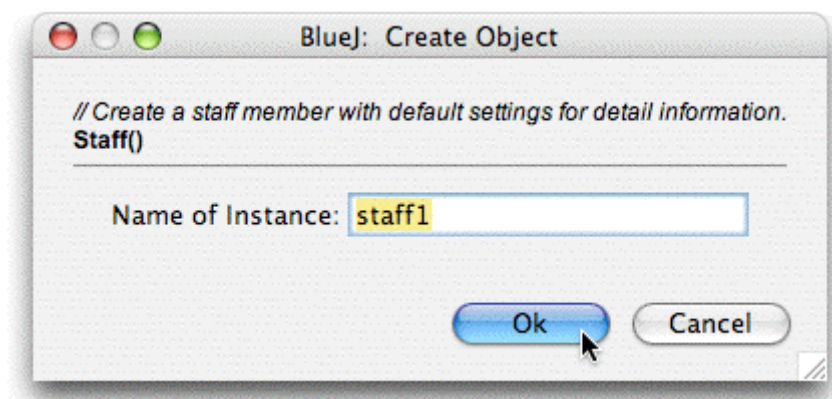 BlueJ: Create Object
// Create a staff member with default settings for detail information.
Staff()
Name of Instance: staff1
Ok Cancel